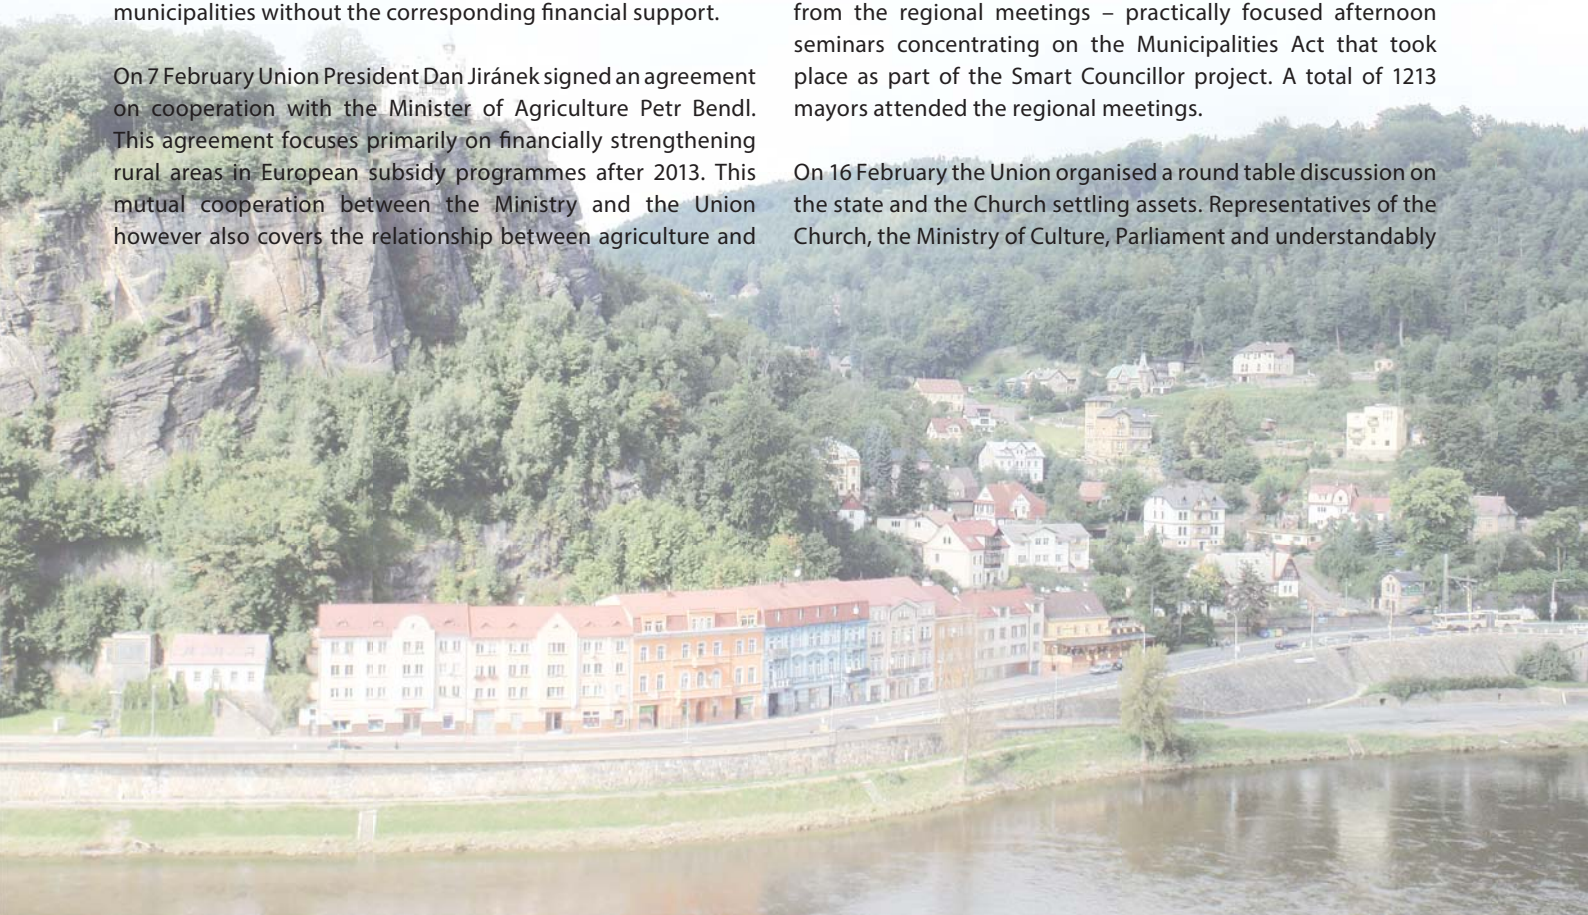 municipalities without the corresponding financial support.
On 7 February Union President Dan Jiránek signed an agreement
on cooperation with the Minister of Agriculture Petr Bendl.
This agreement focuses primarily on financially strengthening
rural areas in European subsidy programmes after 2013. This
mutual cooperation between the Ministry and the Union
however also covers the relationship between agriculture and
from the regional meetings – practically focused afternoon
seminars concentrating on the Municipalities Act that took
place as part of the Smart Councillor project. A total of 1213
mayors attended the regional meetings.
On 16 February the Union organised a round table discussion on
the state and the Church settling assets. Representatives of the
Church, the Ministry of Culture, Parliament and understandably